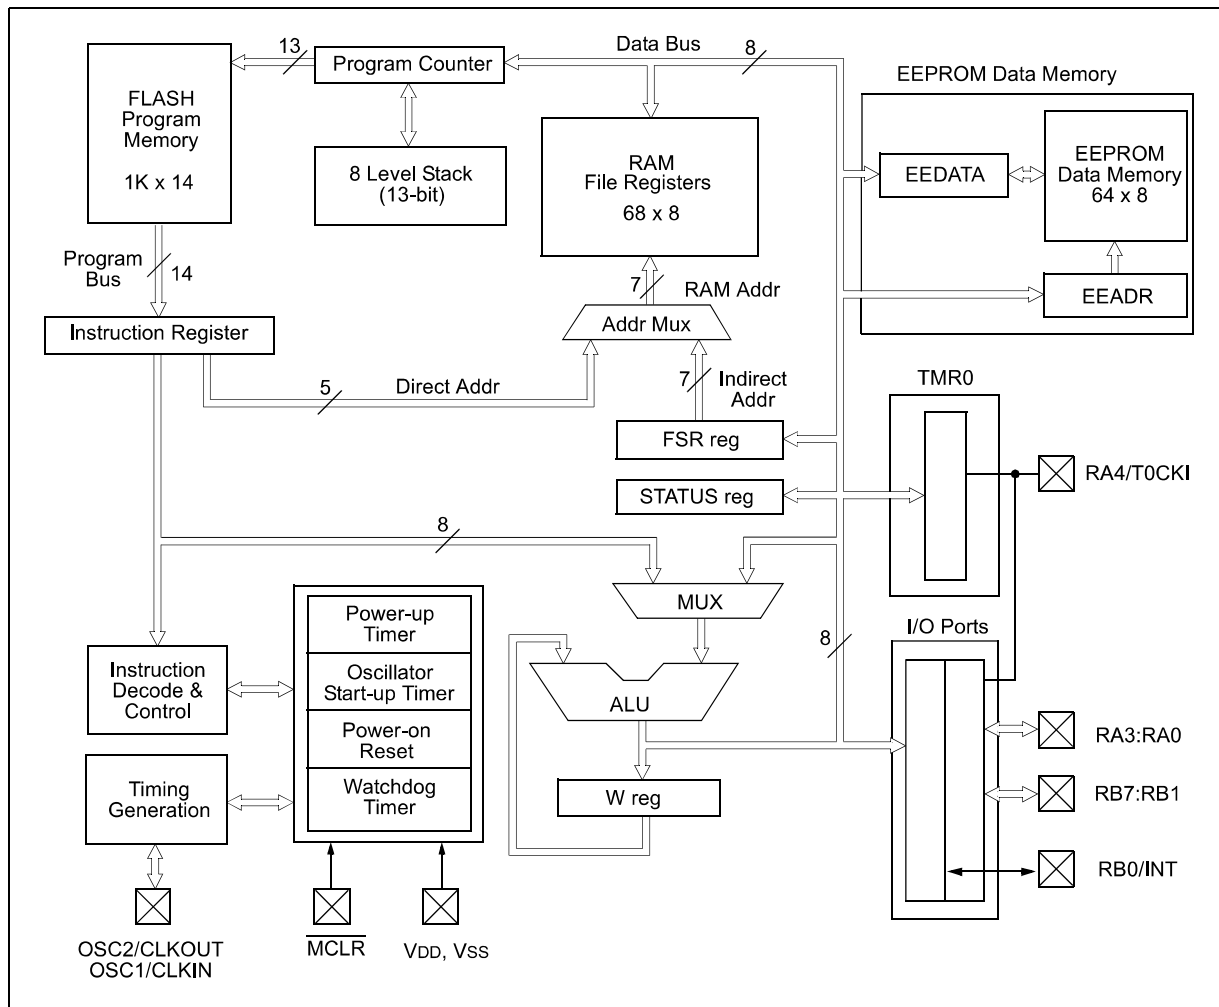 13
Data Bus
8
Program Counter
EEPROM Data Memory
FLASH
Program
Memory
1K x 14
8 Level Stack
(13-bit)
RAM
File Registers
68 x 8
EEDATA
EEPROM
Data Memory
64 x 8
Program
Bus
14
7
RAM Addr
EEADR
Instruction Register
Addr Mux
5
Direct Addr
7
Indirect
Addr
TMR0
FSR reg
RA4/T0CKI
STATUS reg
8
MUX
Power-up
Timer
8
I/O Ports
Instruction
Decode &
Control
Oscillator
Start-up Timer
ALU
Power-on
Reset
RA3:RA0
Timing
Generation
Watchdog
Timer
W reg
RB7:RB1
RB0/INT
OSC2/CLKOUT
OSC1/CLKIN
MCLR
VDD, VSS